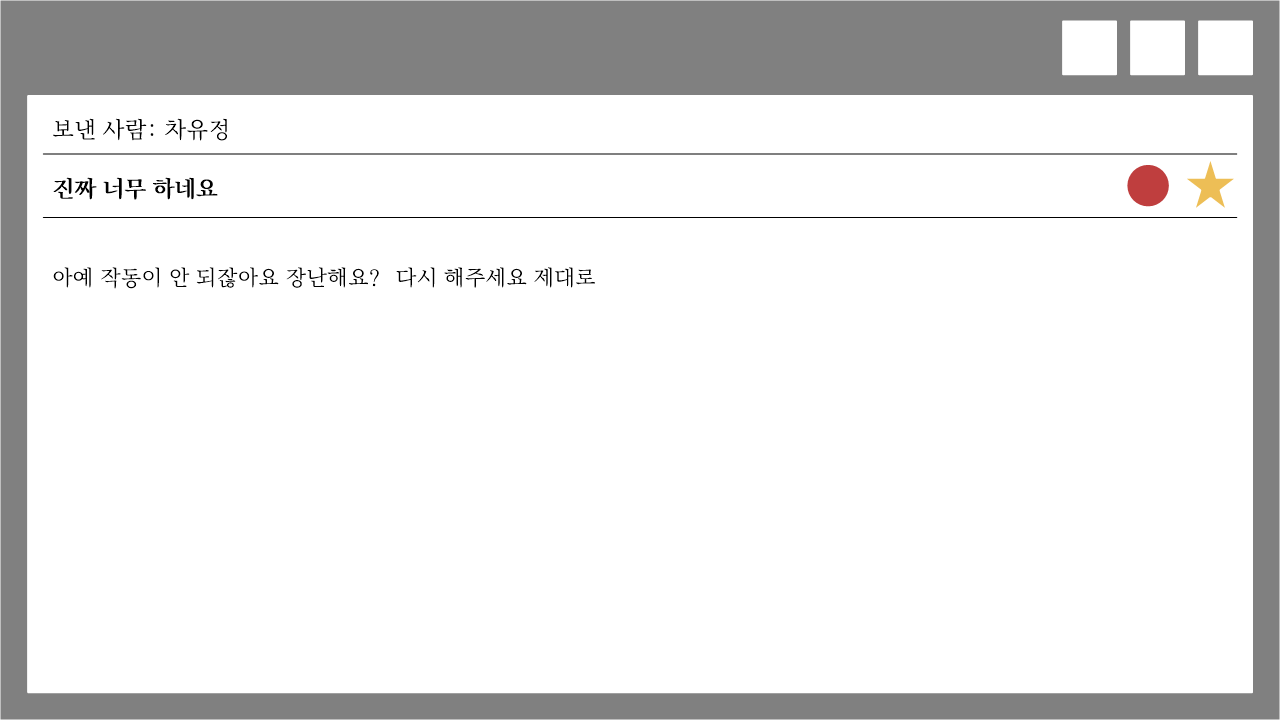 보낸 사람: 차유정
진짜 너무 하네요
아예 작동이 안 되잖아요 장난해요?  다시 해주세요 제대로